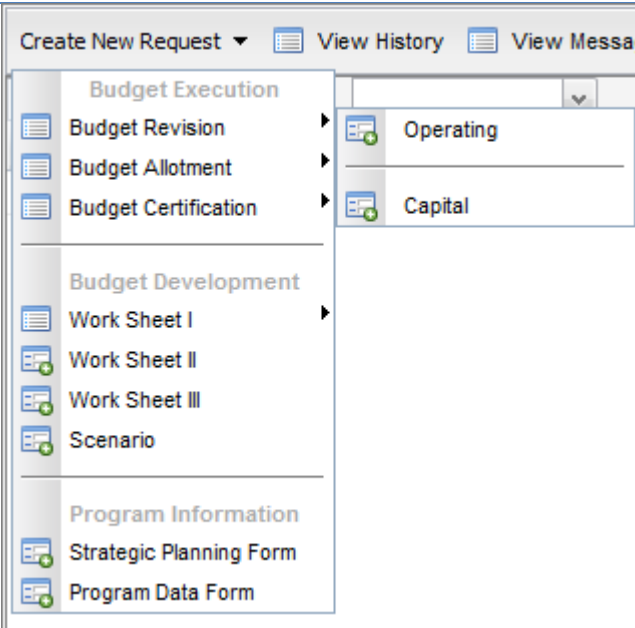 Create New Request View History View Messa
Budget Execution
Budget Revision
Operating
Budget Allotment
Budget Certification
Capital
Budget Development
Work Sheet I
Work Sheet II
Work Sheet III
Scenario
Program Information
Strategic Planning Form
Program Data Form